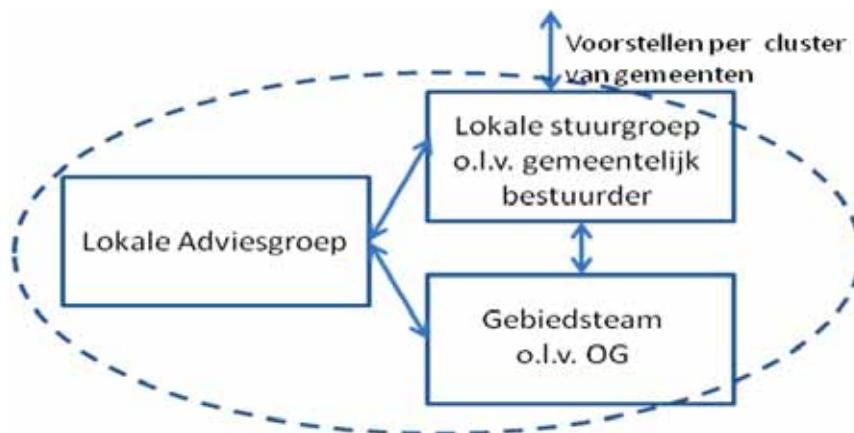 Voorstellen per cluster
van gemeenten
Lokale stuurgroep
o.l.v. gemeentelijk
bestuurder
Lokale Adviesgroep
Gebiedsteam
o.l.v. OG